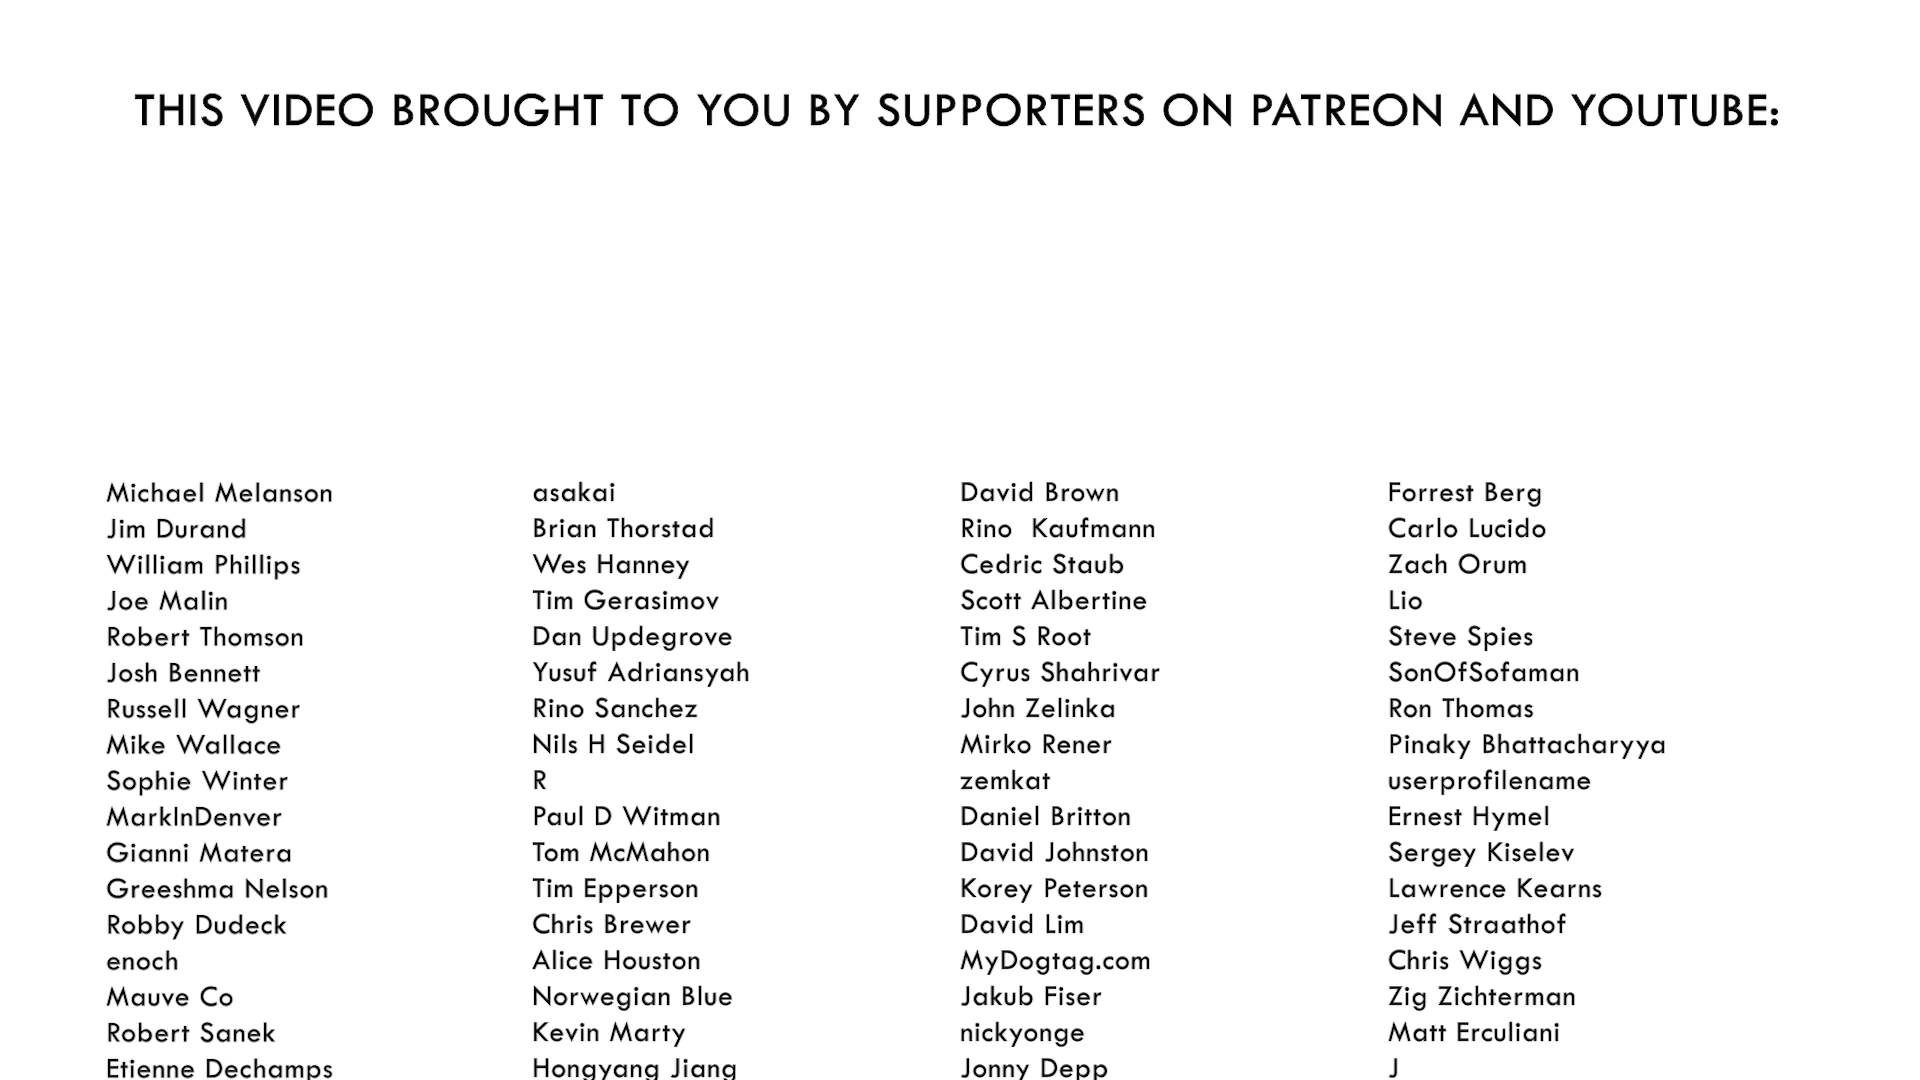 THIS VIDEO BROUGHT TO YOU BY SUPPORTERS ON PATREON AND YOUTUBE:
Michael Melanson
Jim Durand
William Phillips
Joe Malin
Robert Thomson
Josh Bennett
Russell Wagner
Mike Wallace
Sophie Winter
MarkInDenver
Gianni Matera
Greeshma Nelson
Robby Dudeck
enoch
Mauve Co
Robert Sanek
Etienne Dechamps
asakai
Brian Thorstad
Wes Hanney
Tim Gerasimov
Dan Updegrove
Yusuf Adriansyah
Rino Sanchez
Nils H Seidel
R
Paul D Witman
Tom McMahon
Tim Epperson
Chris Brewer
Alice Houston
Norwegian Blue
Kevin Marty
Hongyang Jiang
David Brown
Rino  Kaufmann
Cedric Staub
Scott Albertine
Tim S Root
Cyrus Shahrivar
John Zelinka
Mirko Rener
zemkat
Daniel Britton
David Johnston
Korey Peterson
David Lim
MyDogtag.com
Jakub Fiser
nickyonge
Jonny Depp
Forrest Berg
Carlo Lucido
Zach Orum
Lio
Steve Spies
SonOfSofaman
Ron Thomas
Pinaky Bhattacharyya
userprofilename
Ernest Hymel
Sergey Kiselev
Lawrence Kearns
Jeff Straathof
Chris Wiggs
Zig Zichterman
Matt Erculiani
J